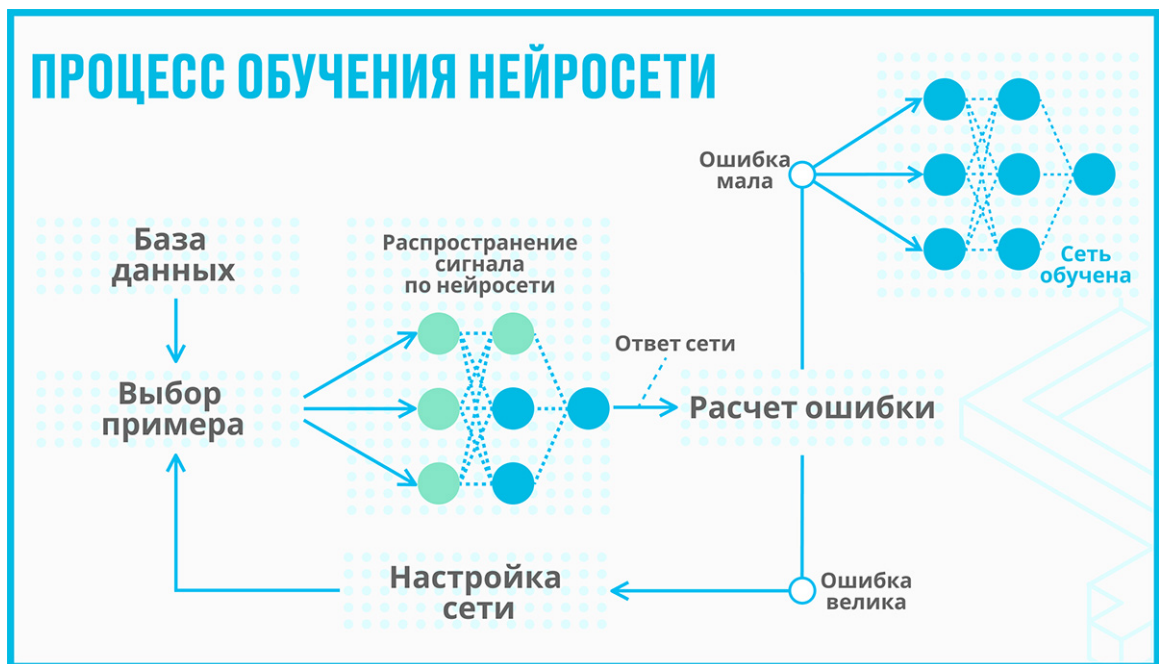 ПРОЦЕСС ОБУЧЕНИЯ НЕЙРОСЕТИ
База
данных
Выбор
примера
Распространение
сигнала
по нейросети
Ответ сети
Расчет ошибки
Ошибка
мала
Сеть
обучена
Ошибка
велика
Настройка
сети